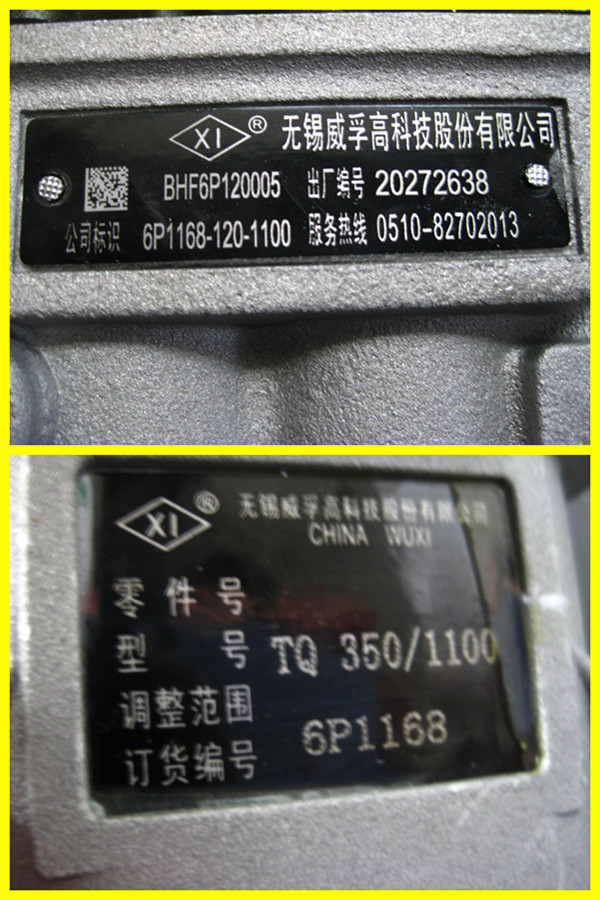 XI ® 无锡威孚高科技股份有限公司
BHF6P120005 出厂编号 20272638
公司标识 6P1168-120-1100 服务热线 0510-82702013
XI ® 无锡威孚高科技股份有限公司
CHINA WUXI
零件号
型号 TQ 350/1100
调整范围
订货编号 6P1168